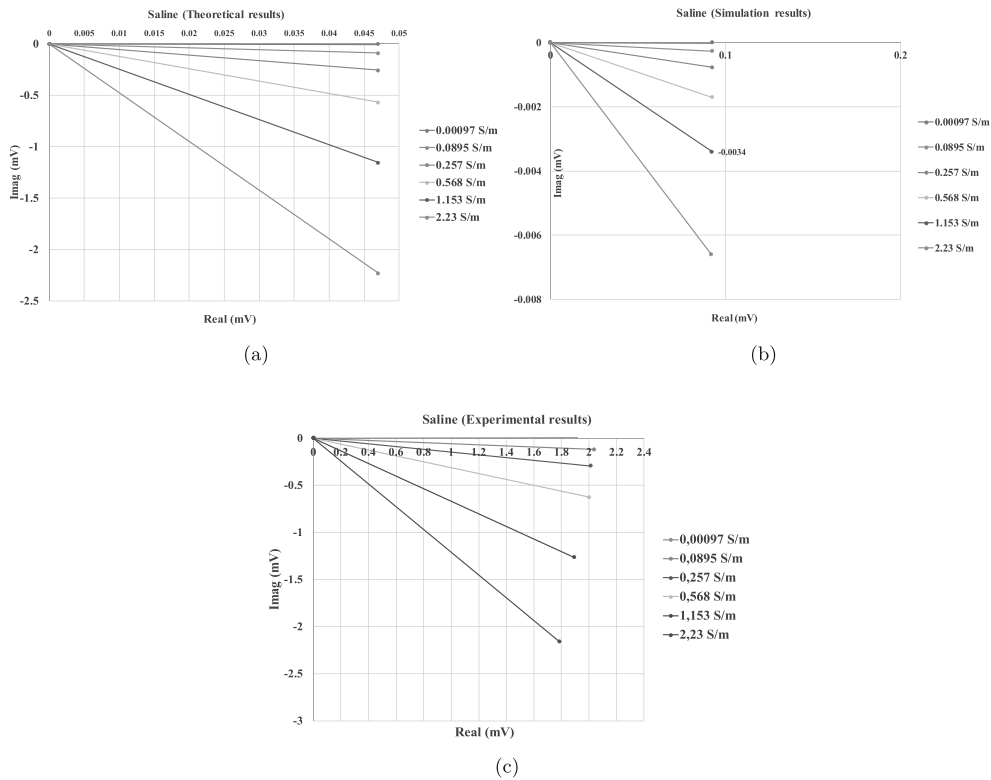 Saline (Theoretical results)
0 0.005 0.01 0.015 0.02 0.025 0.03 0.035 0.04 0.045 0.05
0
-0.5
-1
-1.5
-2
-2.5
Imag (mV)
Real (mV)
0.00097 S/m
0.0895 S/m
0.257 S/m
0.568 S/m
1.153 S/m
2.23 S/m
(a)
Saline (Simulation results)
0
-0.002
-0.004
-0.006
-0.008
0 0.1 0.2
Imag (mV)
-0.0034
Real (mV)
0.00097 S/m
0.0895 S/m
0.257 S/m
0.568 S/m
1.153 S/m
2.23 S/m
(b)
Saline (Experimental results)
0
-0.5
-1
-1.5
-2
-2.5
-3
0 0.2 0.4 0.6 0.8 1 1.2 1.4 1.6 1.8 2 2.2 2.4
Imag (mV)
Real (mV)
0,00097 S/m
0,0895 S/m
0,257 S/m
0,568 S/m
1,153 S/m
2,23 S/m
(c)